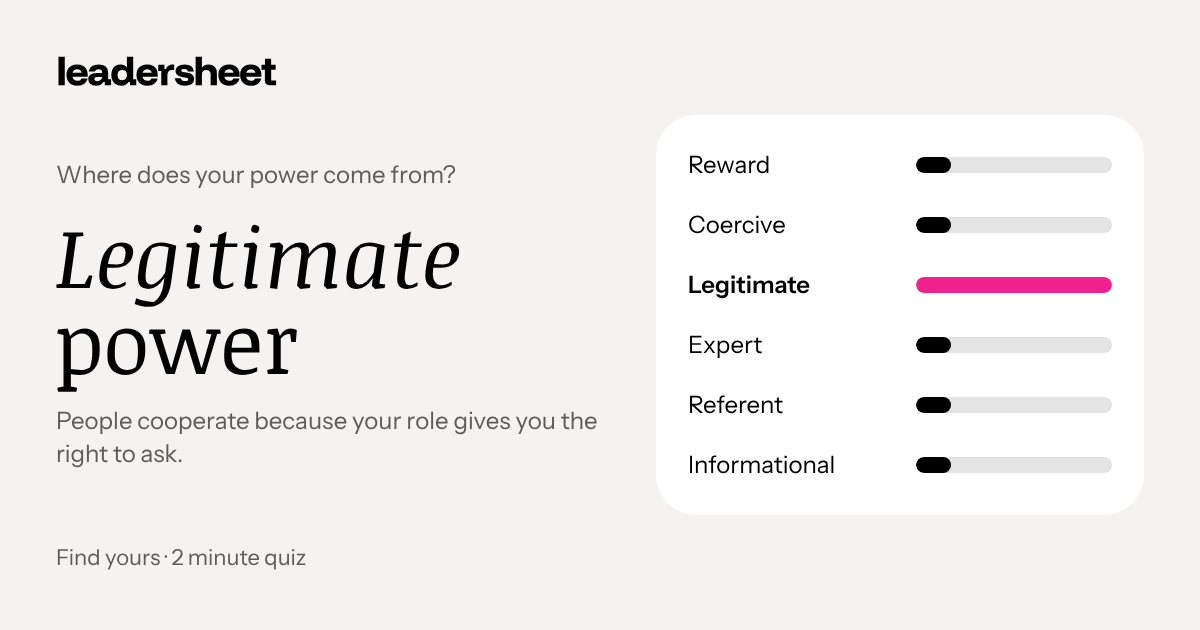 leadersheet
Where does your power come from?
Legitimate
power
People cooperate because your role gives you the
right to ask.
Find yours · 2 minute quiz
Reward
Coercive
Legitimate
Expert
Referent
Informational